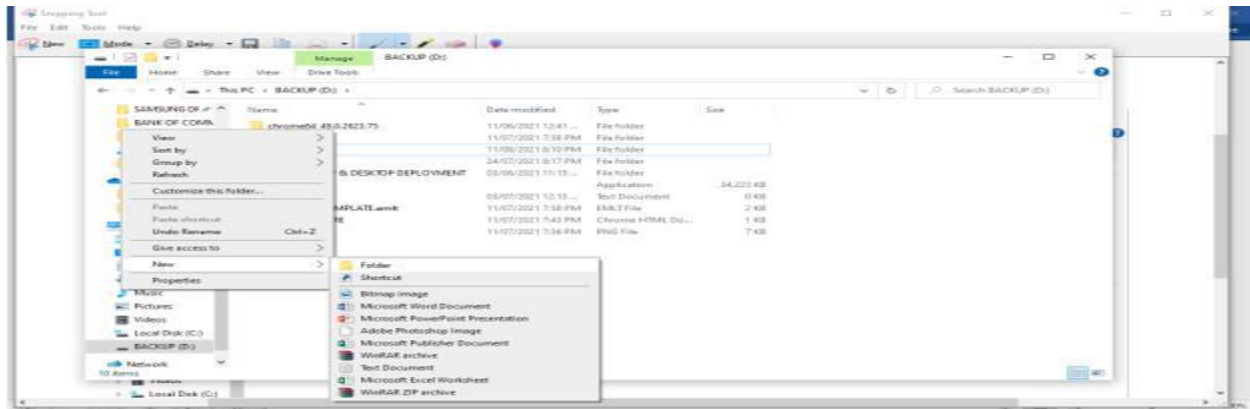 Snipping Tool
File Edit Tools Help
New Mode Delay
Manage BACKUP (D:)
File Home Share View Drive Tools
This PC BACKUP (D:) Search BACKUP (D:)
SAMSUNG OF Name Date modified Type Size
BANK OF COMM chrome64_49.0.2623.75 11/06/2021 12:41 ... File folder
11/07/2021 7:38 PM File folder
11/08/2021 6:10 PM File folder
24/07/2021 8:17 PM File folder
& DESKTOP DEPLOYMENT 03/06/2021 11:15 ... File folder
Application 34,223 KB
03/07/2021 12:13 ... Text Document 0 KB
MPLATE.emlt 11/07/2021 7:58 PM EMLT File 2 KB
TE 11/07/2021 7:43 PM Chrome HTML Do... 1 KB
11/07/2021 7:36 PM PNG File 7 KB
View
Sort by
Group by
Refresh
Customize this folder...
Paste
Paste shortcut
Undo Rename Ctrl+Z
Give access to
New
Properties
Folder
Shortcut
Bitmap image
Microsoft Word Document
Microsoft PowerPoint Presentation
Adobe Photoshop Image
Microsoft Publisher Document
WinRAR archive
Text Document
Microsoft Excel Worksheet
WinRAR ZIP archive
Music
Pictures
Videos
Local Disk (C:)
BACKUP (D:)
Network
10 items
Videos
Local Disk (C:)